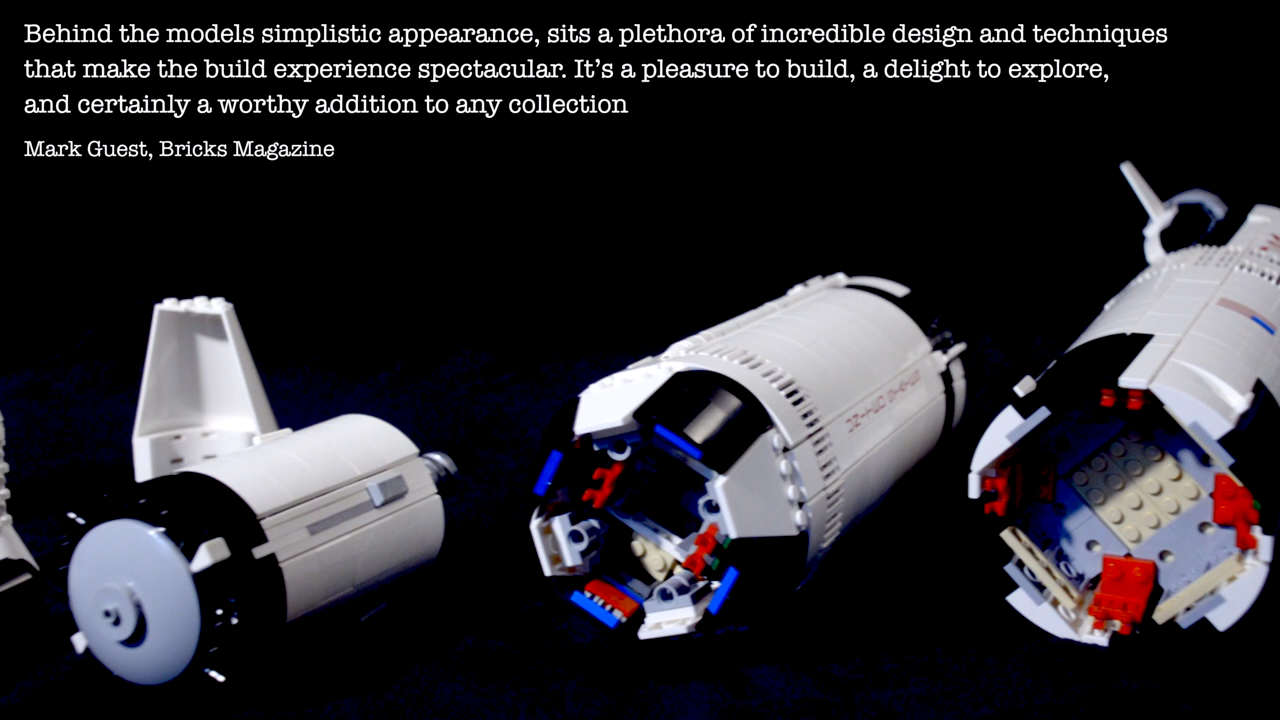 Behind the models simplistic appearance, sits a plethora of incredible design and techniques
that make the build experience spectacular. It's a pleasure to build, a delight to explore,
and certainly a worthy addition to any collection
Mark Guest, Bricks Magazine